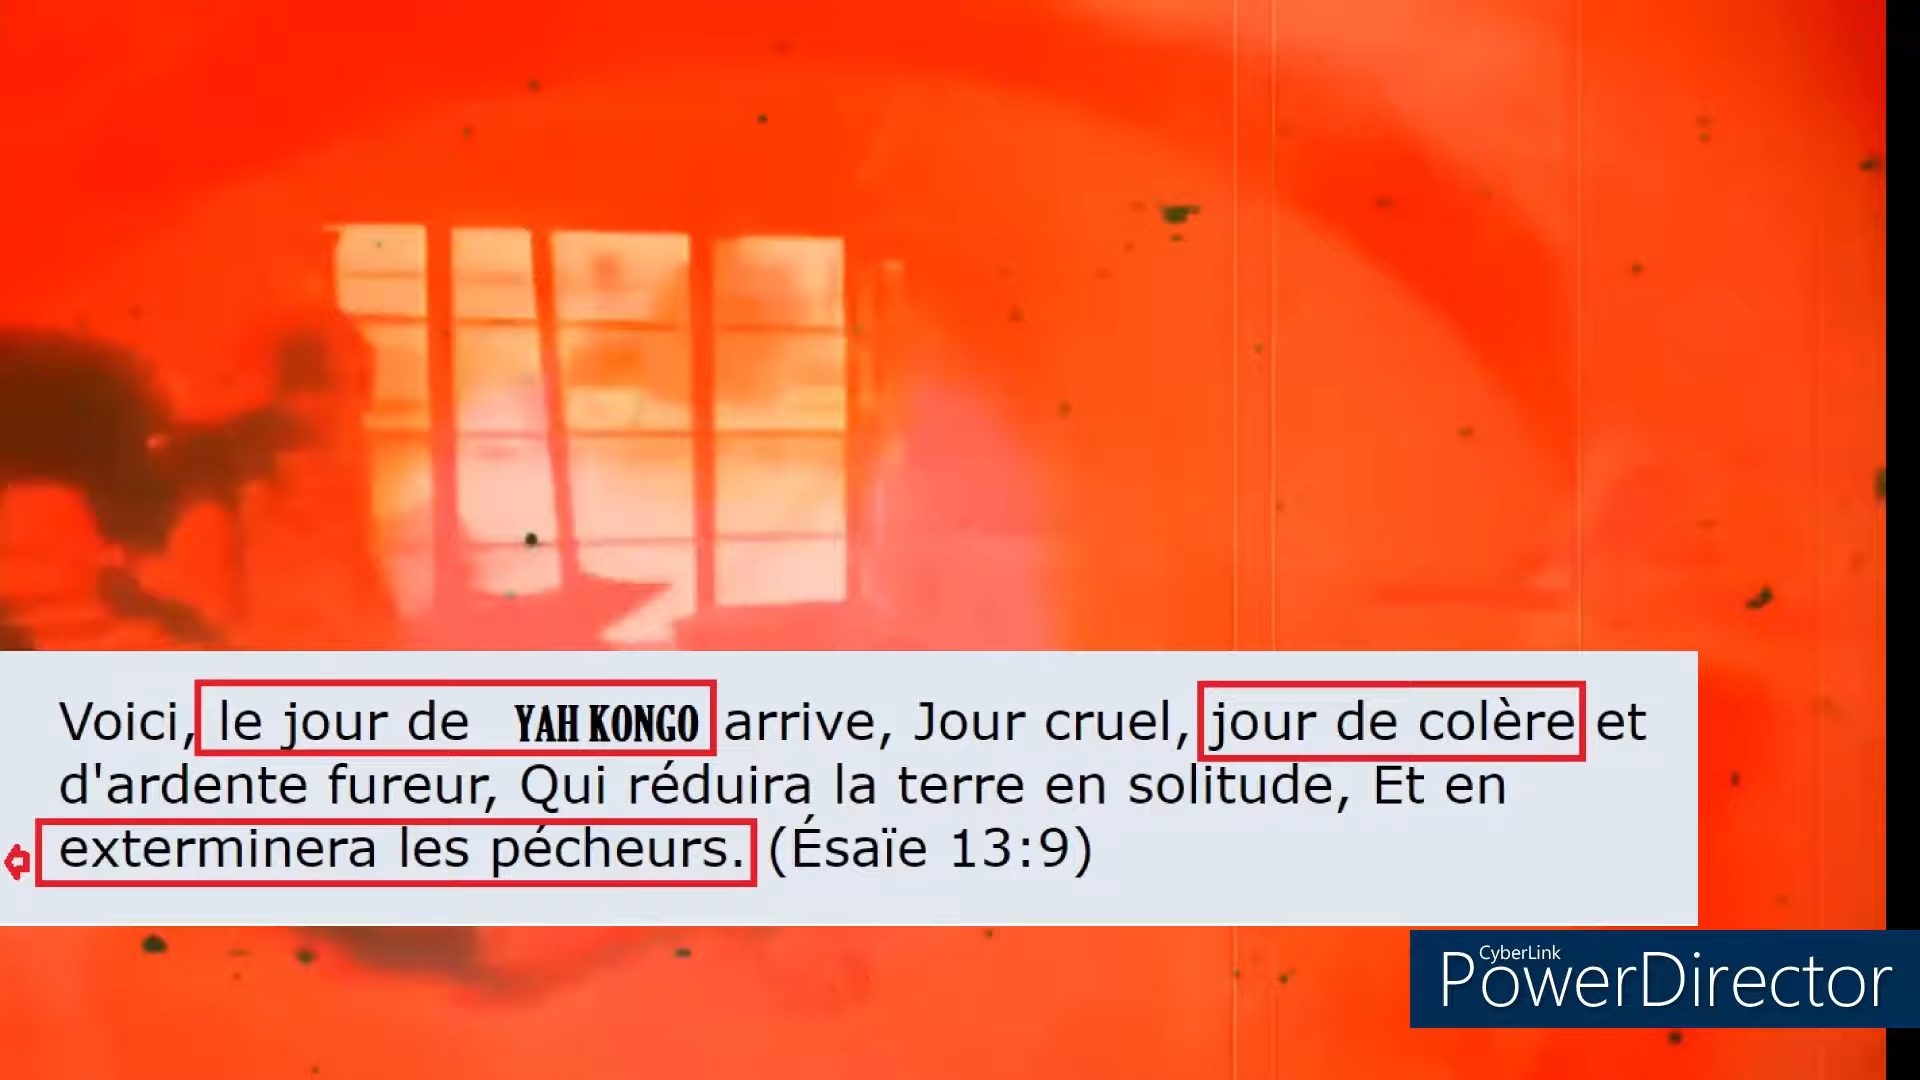 Voici, le jour de YAH KONGO arrive, Jour cruel, jour de colère et
d'ardente fureur, Qui réduira la terre en solitude, Et en
exterminera les pécheurs. (Ésaïe 13:9)
CyberLink
PowerDirector